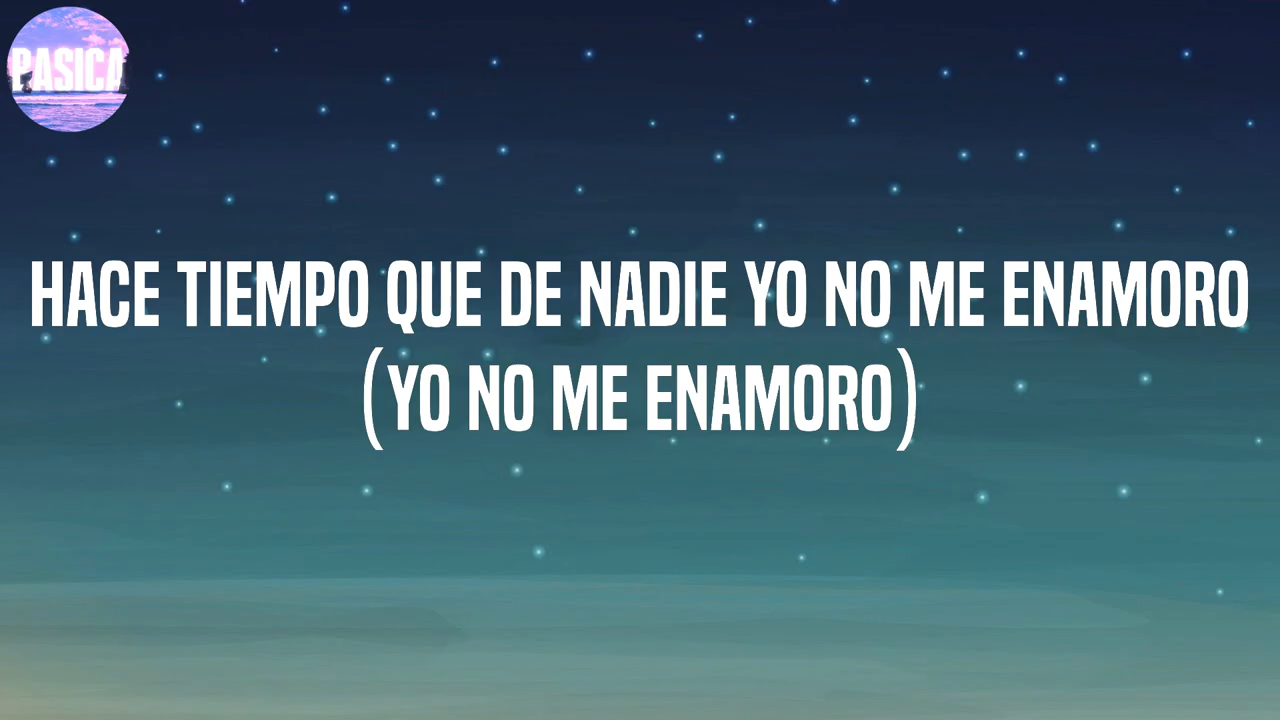 PASICA
HACE TIEMPO QUE DE NADIE YO NO ME ENAMORO
(YO NO ME ENAMORO)